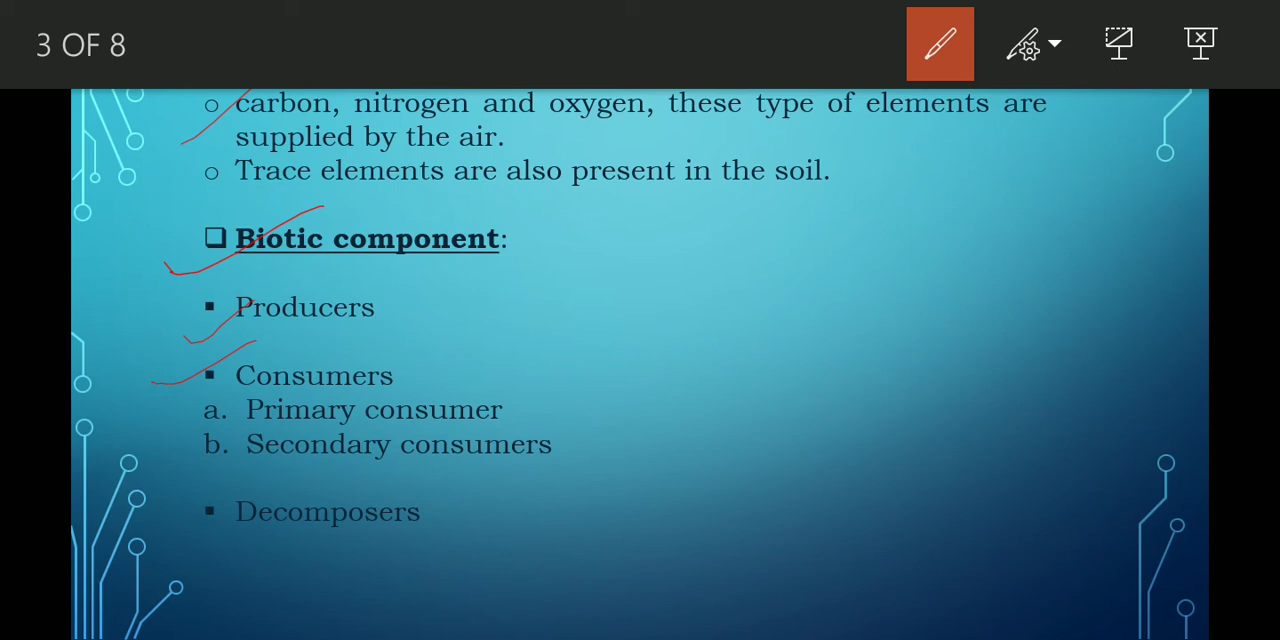 3 OF 8
o carbon, nitrogen and oxygen, these type of elements are
supplied by the air.
o Trace elements are also present in the soil.
❑ Biotic component:
▪ Producers
▪ Consumers
a. Primary consumer
b. Secondary consumers
▪ Decomposers